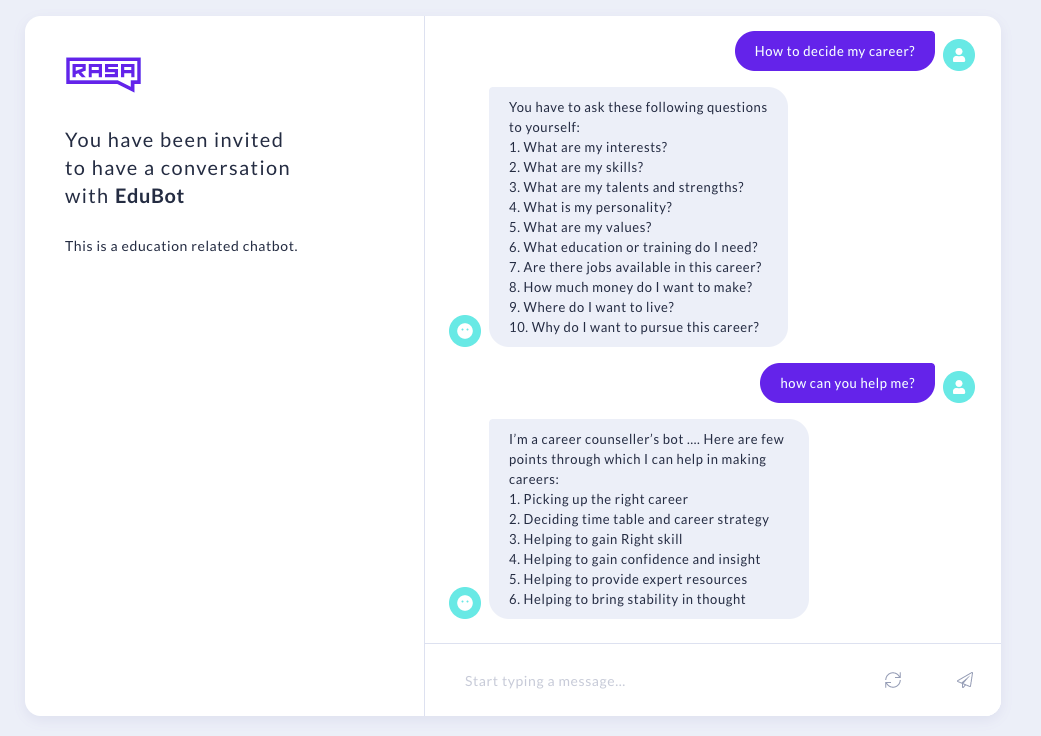 RASA
You have been invited
to have a conversation
with EduBot
This is a education related chatbot.
How to decide my career?
You have to ask these following questions
to yourself:
1. What are my interests?
2. What are my skills?
3. What are my talents and strengths?
4. What is my personality?
5. What are my values?
6. What education or training do I need?
7. Are there jobs available in this career?
8. How much money do I want to make?
9. Where do I want to live?
10. Why do I want to pursue this career?
how can you help me?
I’m a career counseller’s bot .... Here are few
points through which I can help in making
careers:
1. Picking up the right career
2. Deciding time table and career strategy
3. Helping to gain Right skill
4. Helping to gain confidence and insight
5. Helping to provide expert resources
6. Helping to bring stability in thought
Start typing a message...